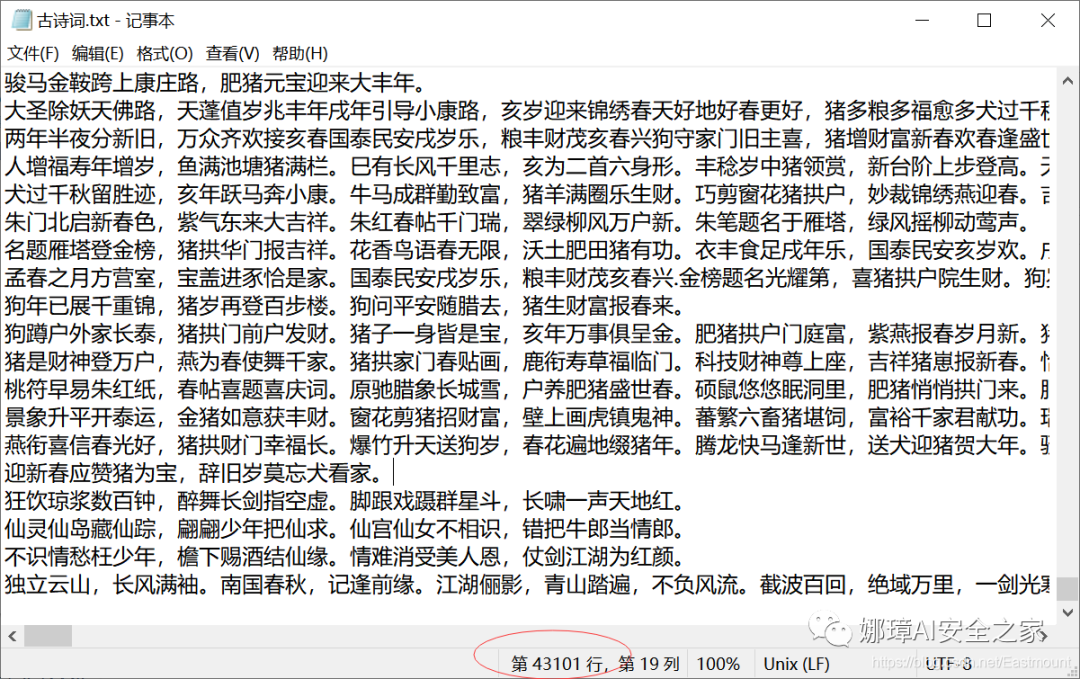 古诗词.txt - 记事本
文件(F) 编辑(E) 格式(O) 查看(V) 帮助(H)
骏马金鞍跨上康庄路，肥猪元宝迎来大丰年。
大圣除妖天佛路，天蓬值岁兆丰年戌年引导小康路，亥岁迎来锦绣春天好地好春更好，猪多粮多福愈多犬过千秋
两年半夜分新旧，万众齐欢接亥春国泰民安戌岁乐，粮丰财茂亥春兴狗守家门旧主喜，猪增财富新春欢春逢盛世
人增福寿年增岁，鱼满池塘猪满栏。巳有长风千里志，亥为二首六身形。丰稔岁中猪领赏，新台阶上步登高。天
犬过千秋留胜迹，亥年跃马奔小康。牛马成群勤致富，猪羊满圈乐生财。巧剪窗花猪拱户，妙裁锦绣燕迎春。吉
朱门北启新春色，紫气东来大吉祥。朱红春帖千门瑞，翠绿柳风万户新。朱笔题名于雁塔，绿风摇柳动莺声。
名题雁塔登金榜，猪拱华门报吉祥。花香鸟语春无限，沃土肥田猪有功。衣丰食足戌年乐，国泰民安亥岁欢。戌
孟春之月方营室，宝盖进豕恰是家。国泰民安戌岁乐，粮丰财茂亥春兴.金榜题名光耀第，喜猪拱户院生财。狗岁
狗年已展千重锦，猪岁再登百步楼。狗问平安随腊去，猪生财富报春来。
狗蹲户外家长泰，猪拱门前户发财。猪子一身皆是宝，亥年万事俱呈金。肥猪拱户门庭富，紫燕报春岁月新。猪
猪是财神登万户，燕为春使舞千家。猪拱家门春贴画，鹿衔寿草福临门。科技财神尊上座，吉祥猪崽报新春。恰
桃符早易朱红纸，春帖喜题喜庆词。原驰腊象长城雪，户养肥猪盛世春。硕鼠悠悠眠洞里，肥猪悄悄拱门来。肥
景象升平开泰运，金猪如意获丰财。窗花剪猪招财富，壁上画虎镇鬼神。蕃繁六畜猪堪饲，富裕千家君献功。瑞
燕衔喜信春光好，猪拱财门幸福长。爆竹升天送狗岁，春花遍地缀猪年。腾龙快马逢新世，送犬迎猪贺大年。骏
迎新春应赞猪为宝，辞旧岁莫忘犬看家。
狂饮琼浆数百钟，醉舞长剑指空虚。脚跟戏蹑群星斗，长啸一声天地红。
仙灵仙岛藏仙踪，翩翩少年把仙求。仙宫仙女不相识，错把牛郎当情郎。
不识情愁枉少年，檐下赐酒结仙缘。情难消受美人恩，仗剑江湖为红颜。
独立云山，长风满袖。南国春秋，记逢前缘。江湖俪影，青山踏遍，不负风流。截波百回，绝域万里，一剑光寒
娜璋AI安全之家
第 43101 行，第 19 列 100% Unix (LF) UTF-8
https://blog.csdn.net/Eastmount